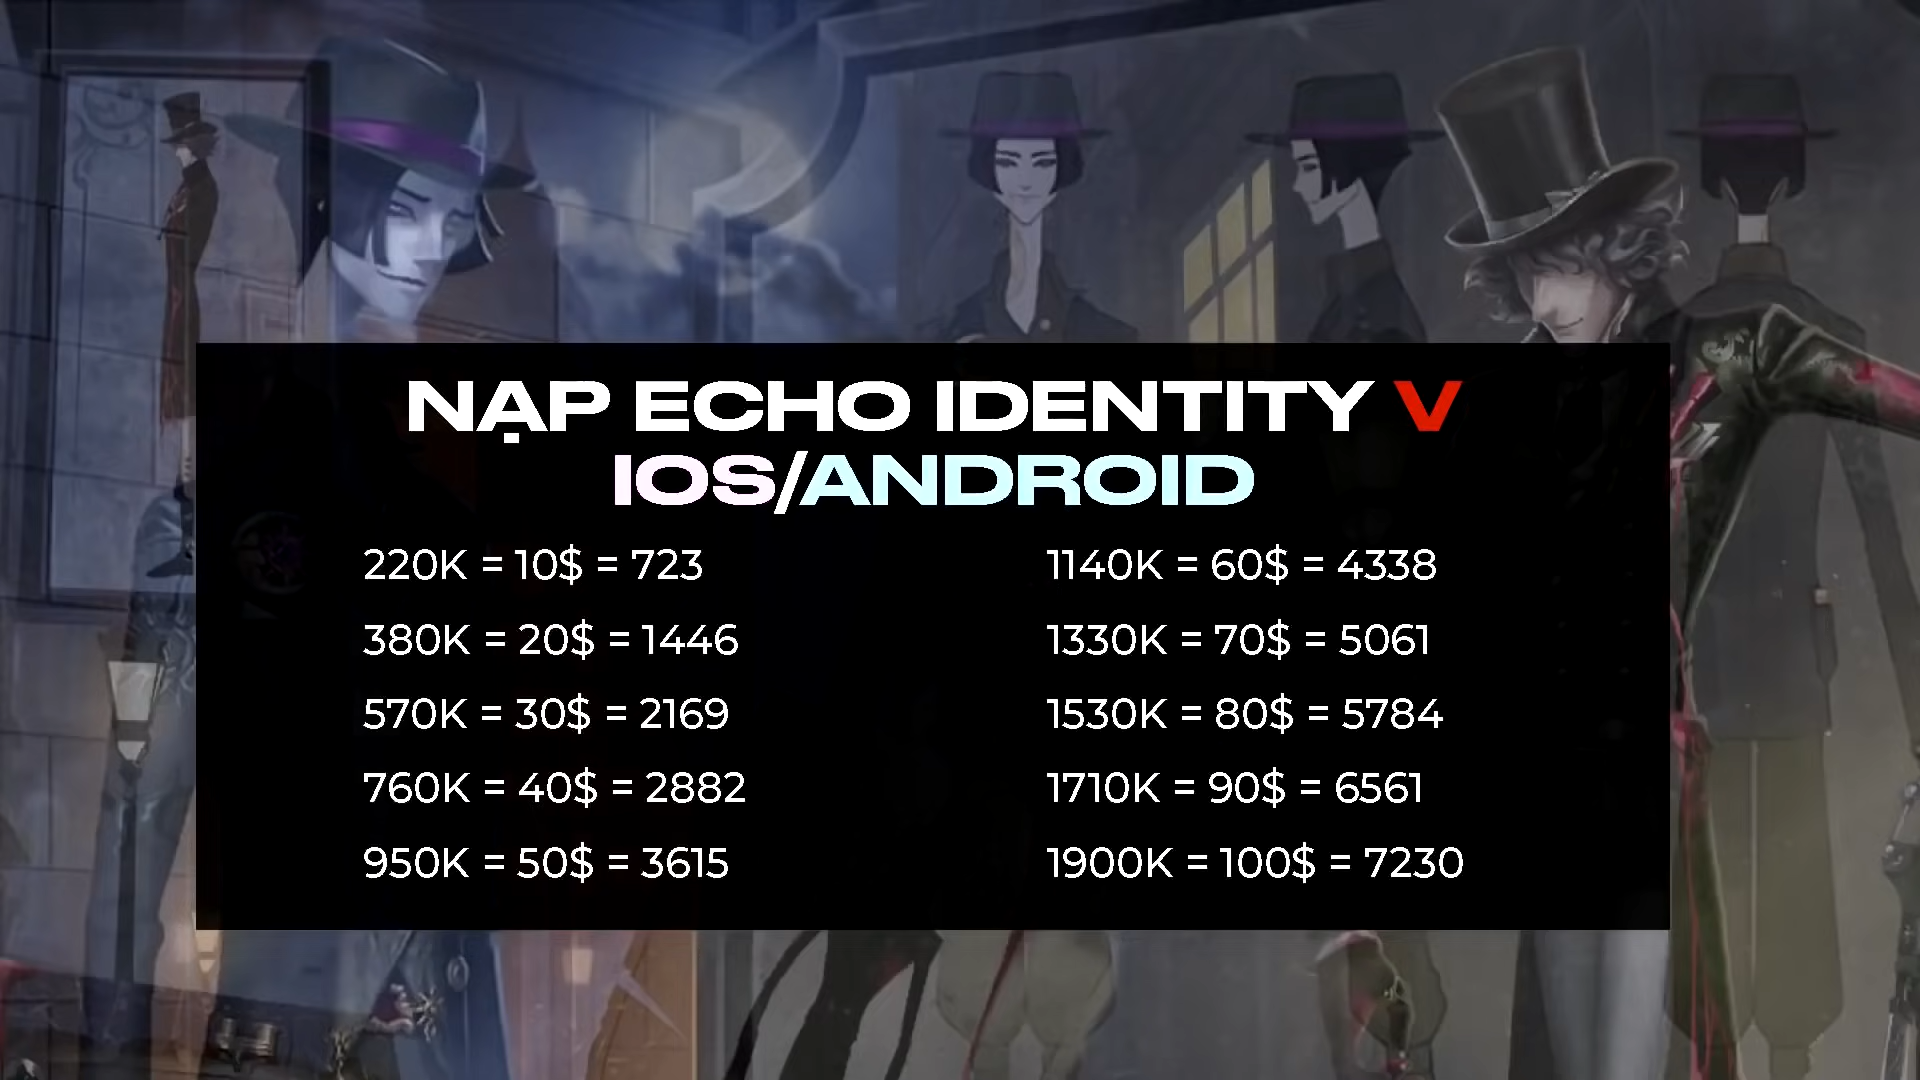 NẠP ECHO IDENTITY V
IOS/ANDROID
220K = 10$ = 723
380K = 20$ = 1446
570K = 30$ = 2169
760K = 40$ = 2882
950K = 50$ = 3615
1140K = 60$ = 4338
1330K = 70$ = 5061
1530K = 80$ = 5784
1710K = 90$ = 6561
1900K = 100$ = 7230